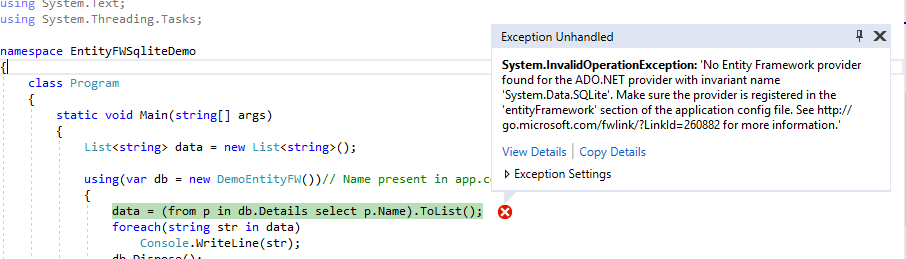 using System.Text;
using System.Threading.Tasks;
namespace EntityFWSqliteDemo
{
class Program
{
static void Main(string[] args)
{
List<string> data = new List<string>();
using(var db = new DemoEntityFW())// Name present in app.co
{
data = (from p in db.Details select p.Name).ToList();
foreach(string str in data)
Console.WriteLine(str);
db.Dispose();
Exception Unhandled
System.InvalidOperationException: 'No Entity Framework provider
found for the ADO.NET provider with invariant name
'System.Data.SQLite'. Make sure the provider is registered in the
'entityFramework' section of the application config file. See http://
go.microsoft.com/fwlink/?LinkId=260882 for more information.'
View Details | Copy Details
Exception Settings